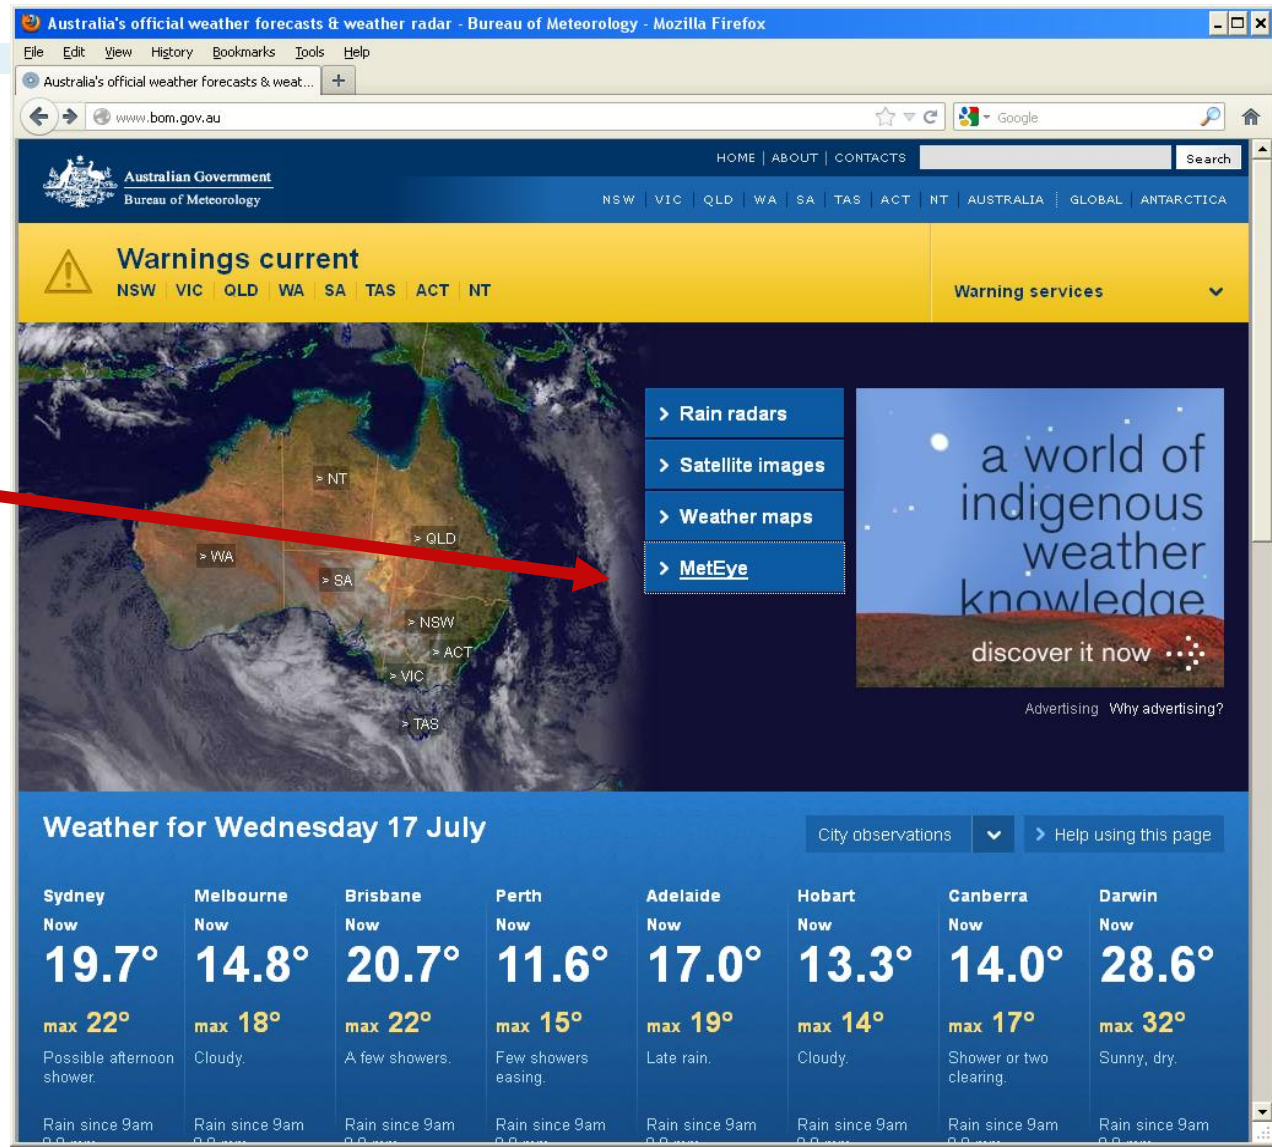 Australia's official weather forecasts & weather radar - Bureau of Meteorology - Mozilla Firefox
File Edit View History Bookmarks Tools Help
Australia's official weather forecasts & weat... +
www.bom.gov.au Google
HOME | ABOUT | CONTACTS Search
Australian Government
Bureau of Meteorology
NSW | VIC | QLD | WA | SA | TAS | ACT | NT | AUSTRALIA | GLOBAL | ANTARCTICA
Warnings current
NSW | VIC | QLD | WA | SA | TAS | ACT | NT
Warning services
> NT
> QLD
> WA
> SA
> NSW
> ACT
> VIC
> TAS
> Rain radars
> Satellite images
> Weather maps
> MetEye
a world of
indigenous
weather
knowledge
discover it now
Advertising Why advertising?
Weather for Wednesday 17 July
City observations > Help using this page
Sydney Melbourne Brisbane Perth Adelaide Hobart Canberra Darwin
Now Now Now Now Now Now Now Now
19.7° 14.8° 20.7° 11.6° 17.0° 13.3° 14.0° 28.6°
max 22° max 18° max 22° max 15° max 19° max 14° max 17° max 32°
Possible afternoon Cloudy. A few showers. Few showers Late rain. Cloudy. Shower or two Sunny, dry.
shower. easing. clearing.
Rain since 9am Rain since 9am Rain since 9am Rain since 9am Rain since 9am Rain since 9am Rain since 9am Rain since 9am